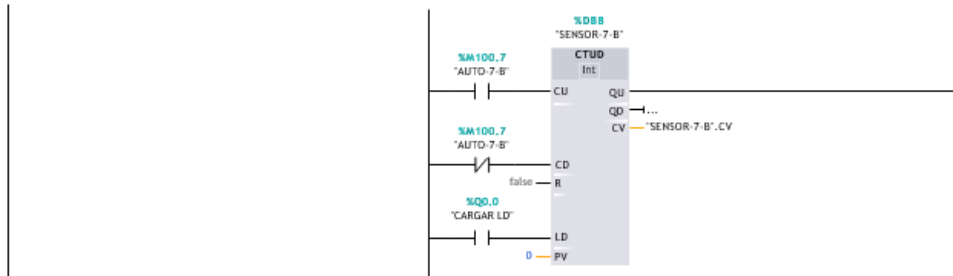 %DB8
"SENSOR-7-B"
CTUD
Int
%M100.7
"AUTO-7-B"
CU
QU
QD
...
CV
"SENSOR-7-B".CV
%M100.7
"AUTO-7-B"
CD
false
R
%Q0.0
"CARGAR LD"
LD
0
PV